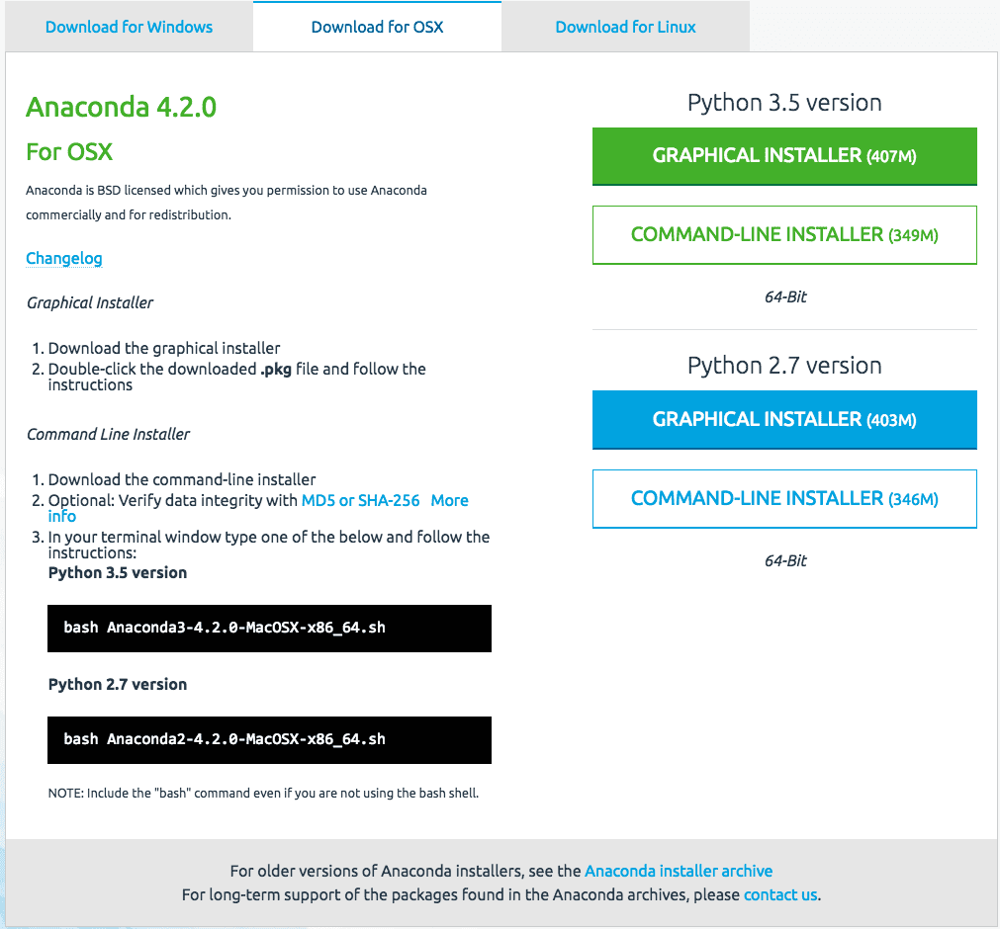 Download for Windows
Download for OSX
Download for Linux
Anaconda 4.2.0
For OSX
Anaconda is BSD licensed which gives you permission to use Anaconda
commercially and for redistribution.
Changelog
Graphical Installer
1. Download the graphical installer
2. Double-click the downloaded .pkg file and follow the
instructions
Command Line Installer
1. Download the command-line installer
2. Optional: Verify data integrity with MD5 or SHA-256 More
info
3. In your terminal window type one of the below and follow the
instructions:
Python 3.5 version
bash Anaconda3-4.2.0-MacOSX-x86_64.sh
Python 2.7 version
bash Anaconda2-4.2.0-MacOSX-x86_64.sh
NOTE: Include the "bash" command even if you are not using the bash shell.
Python 3.5 version
GRAPHICAL INSTALLER (407M)
COMMAND-LINE INSTALLER (349M)
64-Bit
Python 2.7 version
GRAPHICAL INSTALLER (403M)
COMMAND-LINE INSTALLER (346M)
64-Bit
For older versions of Anaconda installers, see the Anaconda installer archive
For long-term support of the packages found in the Anaconda archives, please contact us.